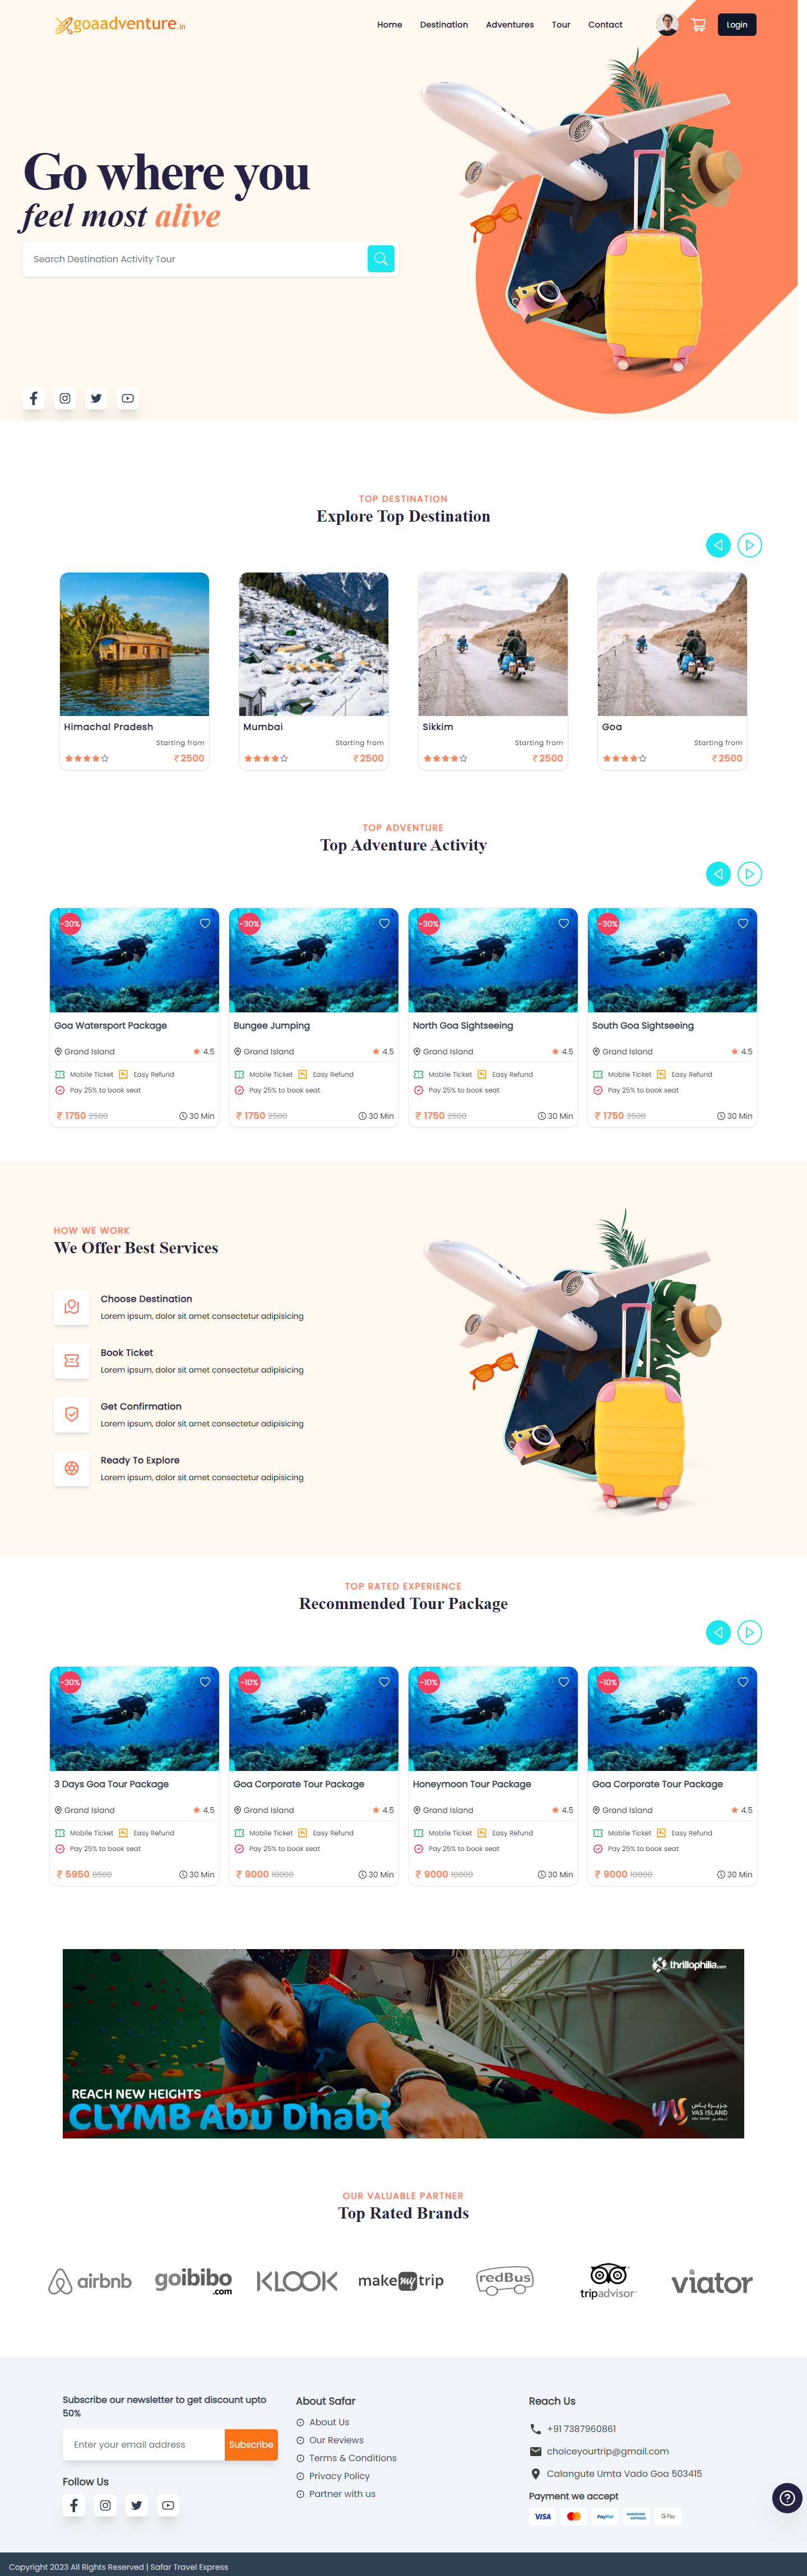 goaadventure.in
Home Destination Adventures Tour Contact Login
Go where you
feel most alive
Search Destination Activity Tour
TOP DESTINATION
Explore Top Destination
Himachal Pradesh
Starting from
₹ 2500
Mumbai
Starting from
₹ 2500
Sikkim
Starting from
₹ 2500
Goa
Starting from
₹ 2500
TOP ADVENTURE
Top Adventure Activity
-30%
Goa Watersport Package
Grand Island 4.5
Mobile Ticket Easy Refund
Pay 25% to book seat
₹ 1750 2500 30 Min
-30%
Bungee Jumping
Grand Island 4.5
Mobile Ticket Easy Refund
Pay 25% to book seat
₹ 1750 2500 30 Min
-30%
North Goa Sightseeing
Grand Island 4.5
Mobile Ticket Easy Refund
Pay 25% to book seat
₹ 1750 2500 30 Min
-30%
South Goa Sightseeing
Grand Island 4.5
Mobile Ticket Easy Refund
Pay 25% to book seat
₹ 1750 2500 30 Min
HOW WE WORK
We Offer Best Services
Choose Destination
Lorem ipsum, dolor sit amet consectetur adipisicing
Book Ticket
Lorem ipsum, dolor sit amet consectetur adipisicing
Get Confirmation
Lorem ipsum, dolor sit amet consectetur adipisicing
Ready To Explore
Lorem ipsum, dolor sit amet consectetur adipisicing
TOP RATED EXPERIENCE
Recommended Tour Package
-30%
3 Days Goa Tour Package
Grand Island 4.5
Mobile Ticket Easy Refund
Pay 25% to book seat
₹ 5950 8500 30 Min
-10%
Goa Corporate Tour Package
Grand Island 4.5
Mobile Ticket Easy Refund
Pay 25% to book seat
₹ 9000 10000 30 Min
-10%
Honeymoon Tour Package
Grand Island 4.5
Mobile Ticket Easy Refund
Pay 25% to book seat
₹ 9000 10000 30 Min
-10%
Goa Corporate Tour Package
Grand Island 4.5
Mobile Ticket Easy Refund
Pay 25% to book seat
₹ 9000 10000 30 Min
thrillophilia.com
REACH NEW HEIGHTS
CLYMB Abu Dhabi
YAS
جزيرة ياس
YAS ISLAND
OUR VALUABLE PARTNER
Top Rated Brands
airbnb
goibibo
.com
KLOOK
make my trip
redBus
tripadvisor
viator
Subscribe our newsletter to get discount upto
50%
Enter your email address Subscribe
Follow Us
About Safar
About Us
Our Reviews
Terms & Conditions
Privacy Policy
Partner with us
Reach Us
+91 7387960861
choiceyourtrip@gmail.com
Calangute Umta Vado Goa 503415
Payment we accept
VISA
PayPal
AMERICAN EXPRESS
G Pay
Copyright 2023 All Rights Reserved | Safar Travel Express